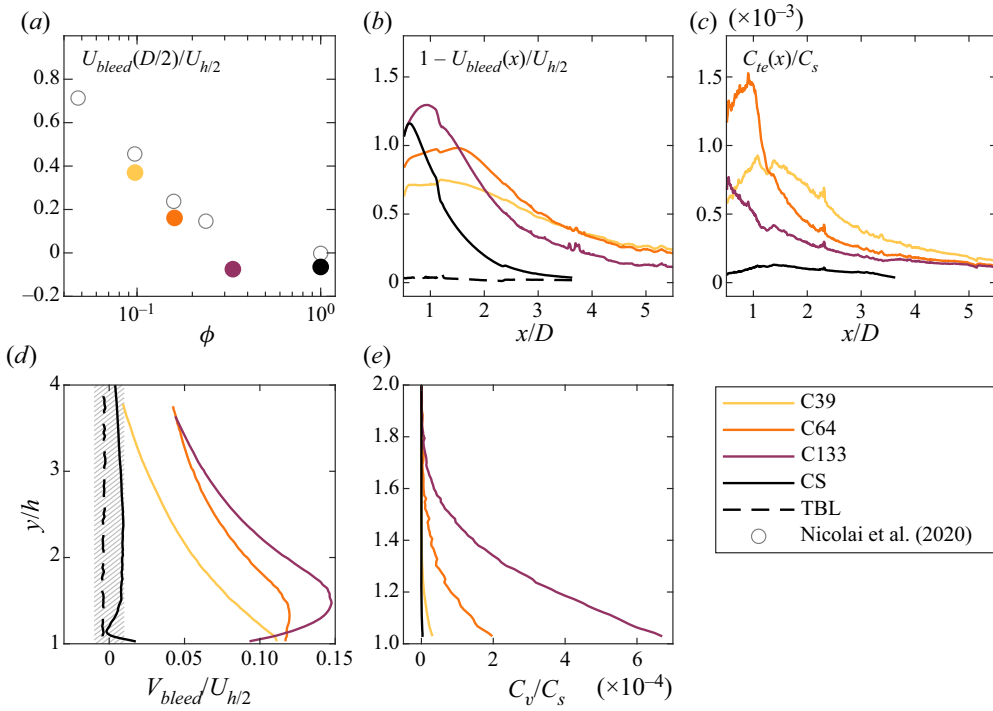 (a)
U_bleed(D/2)/U_h/2
0.8
0.6
0.4
0.2
0
−0.2
10⁻¹
10⁰
ϕ
(b)
1 – U_bleed(x)/U_h/2
1.5
1.0
0.5
0
1 2 3 4 5
x/D
(c)
(×10⁻³)
C_te(x)/C_s
1.5
1.0
0.5
0
1 2 3 4 5
x/D
(d)
4
3
2
1
y/h
0 0.05 0.10 0.15
V_bleed/U_h/2
(e)
2.0
1.8
1.6
1.4
1.2
1.0
0 2 4 6
C_v/C_s
(×10⁻⁴)
C39
C64
C133
CS
TBL
Nicolai et al. (2020)